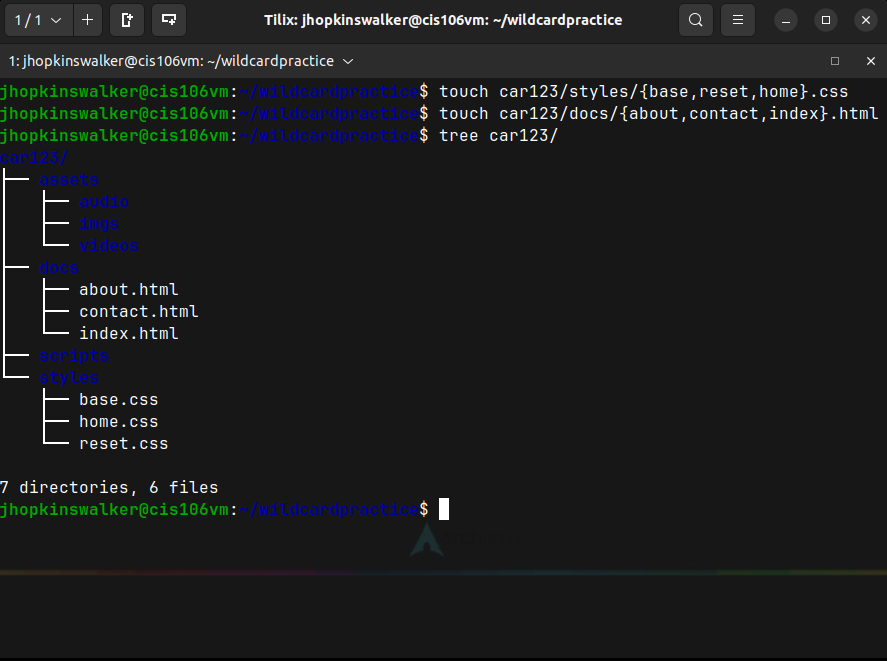 1 / 1
Tilix: jhopkinswalker@cis106vm: ~/wildcardpractice
1: jhopkinswalker@cis106vm: ~/wildcardpractice
jhopkinswalker@cis106vm:~/wildcardpractice$ touch car123/styles/{base,reset,home}.css
jhopkinswalker@cis106vm:~/wildcardpractice$ touch car123/docs/{about,contact,index}.html
jhopkinswalker@cis106vm:~/wildcardpractice$ tree car123/
car123/
├── assets
│   ├── audio
│   ├── imgs
│   └── videos
├── docs
│   ├── about.html
│   ├── contact.html
│   └── index.html
├── scripts
└── styles
    ├── base.css
    ├── home.css
    └── reset.css
7 directories, 6 files
jhopkinswalker@cis106vm:~/wildcardpractice$